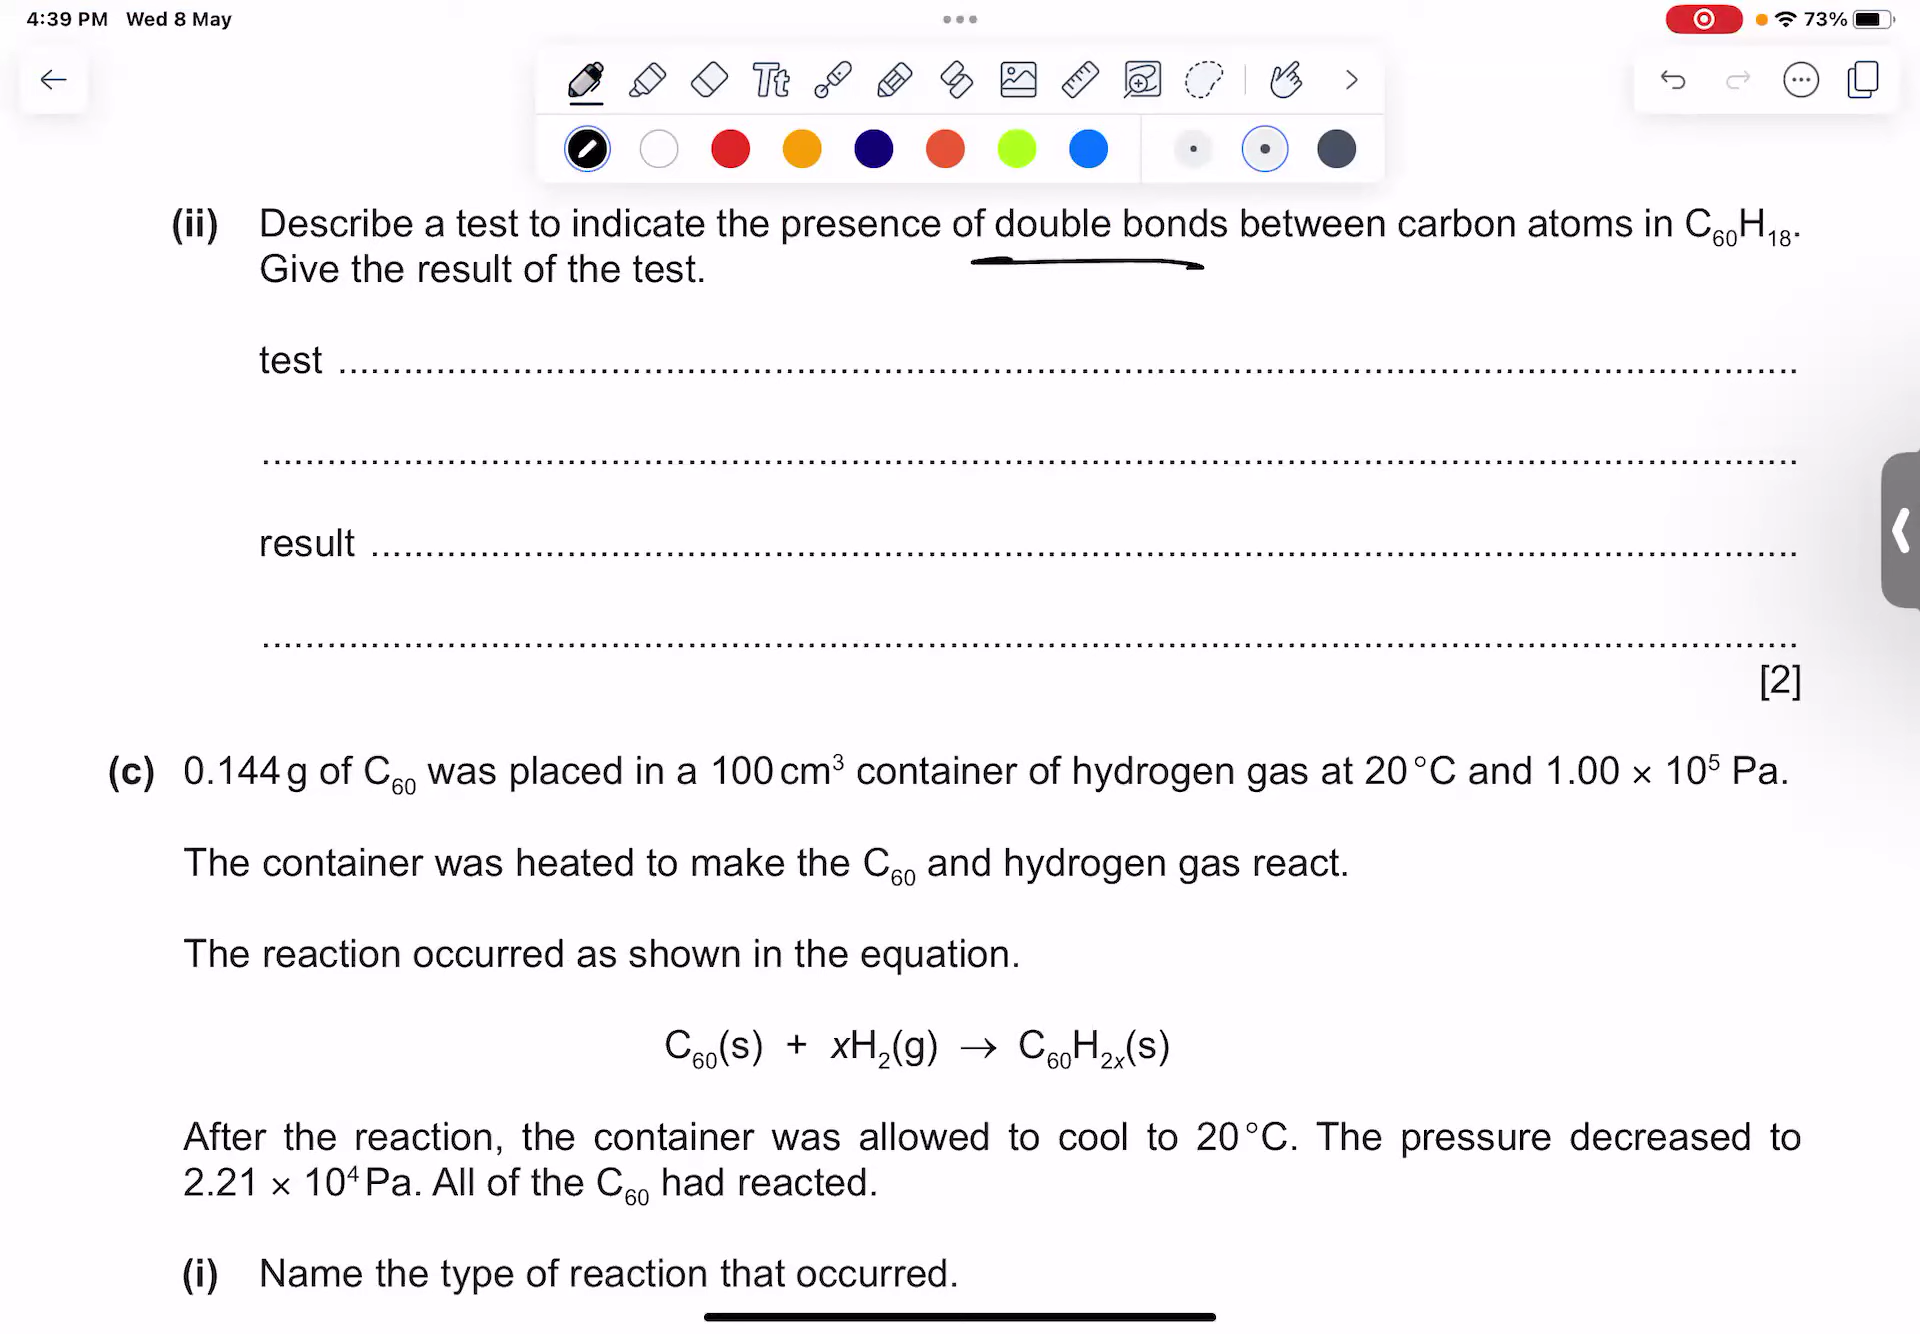 4:39 PM Wed 8 May
73%
Tt
(ii) Describe a test to indicate the presence of double bonds between carbon atoms in C₆₀H₁₈.
Give the result of the test.
test ..........
..........
result ..........
..........
[2]
(c) 0.144 g of C₆₀ was placed in a 100 cm³ container of hydrogen gas at 20 °C and 1.00 × 10⁵ Pa.
The container was heated to make the C₆₀ and hydrogen gas react.
The reaction occurred as shown in the equation.
C₆₀(s) + xH₂(g) → C₆₀H₂ₓ(s)
After the reaction, the container was allowed to cool to 20 °C. The pressure decreased to
2.21 × 10⁴ Pa. All of the C₆₀ had reacted.
(i) Name the type of reaction that occurred.